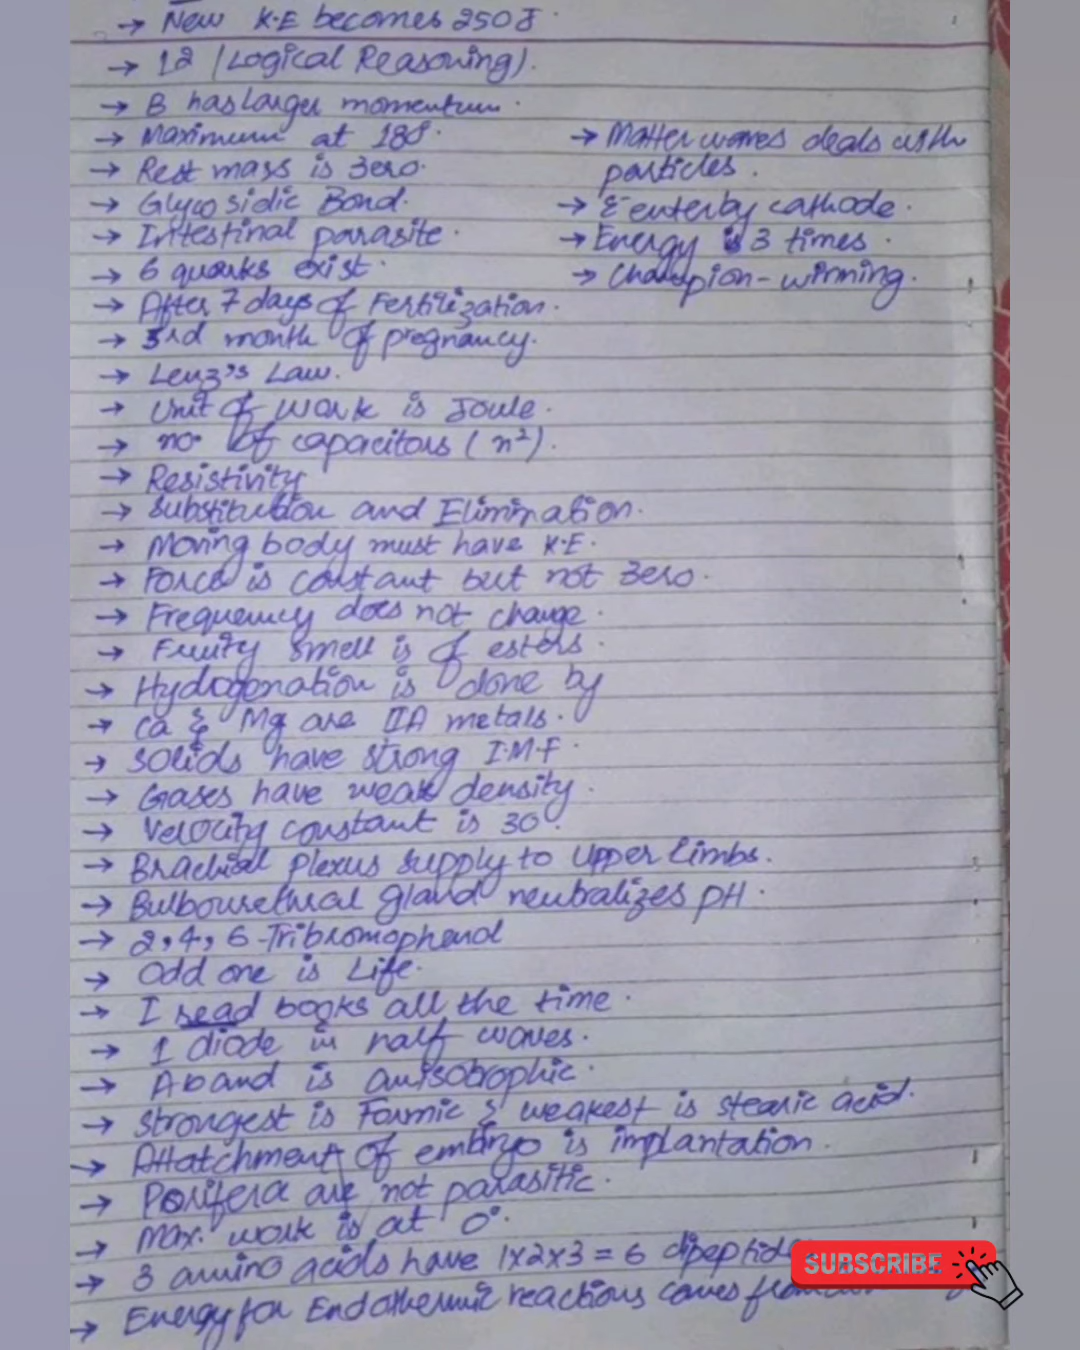 → New K.E becomes 250J
→ 12 (Logical Reasoning).
→ B has larger momentum.
→ Maximum at 180.
→ Rest mass is zero.
→ Glycosidic Bond.
→ Intestinal parasite.
→ 6 quarks exist.
→ Matter waves deals with
particles.
→ enter by cathode.
→ Energy is 3 times.
→ Champion-winning.
→ After 7 days of Fertilization.
→ 3rd month of pregnancy.
→ Lenz's Law.
→ Unit of work is Joule.
→ no. of capacitors (n²).
→ Resistivity
→ Substitution and Elimination.
→ Moving body must have K.E.
→ Force is constant but not zero.
→ Frequency does not change.
→ Fruity smell is of esters.
→ Hydrogenation is done by
→ Ca & Mg are IIA metals.
→ Solids have strong I.M.F.
→ Gases have weak density.
→ Velocity constant is 30.
→ Brachial plexus supply to upper limbs.
→ Bulbourethral gland neutralizes pH.
→ 2,4,6-Tribromophenol
→ Odd one is Life.
→ I read books all the time.
→ 1 diode in half waves.
→ A band is anisotrophic.
→ Strongest is Formic & weakest is stearic acid.
→ Attatchment of embryo is implantation.
→ Porifera are not parasitic.
→ Max. work is at 0°.
→ 3 amino acids have 1x2x3 = 6
→ Energy for Endothermic reactions comes from
SUBSCRIBE